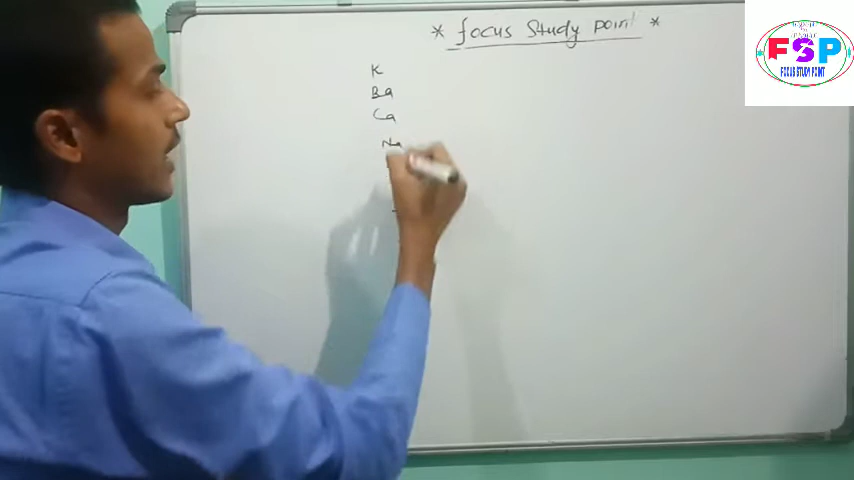 * focus Study point *
K
Ba
Ca
Na
FSP
FOCUS STUDY POINT